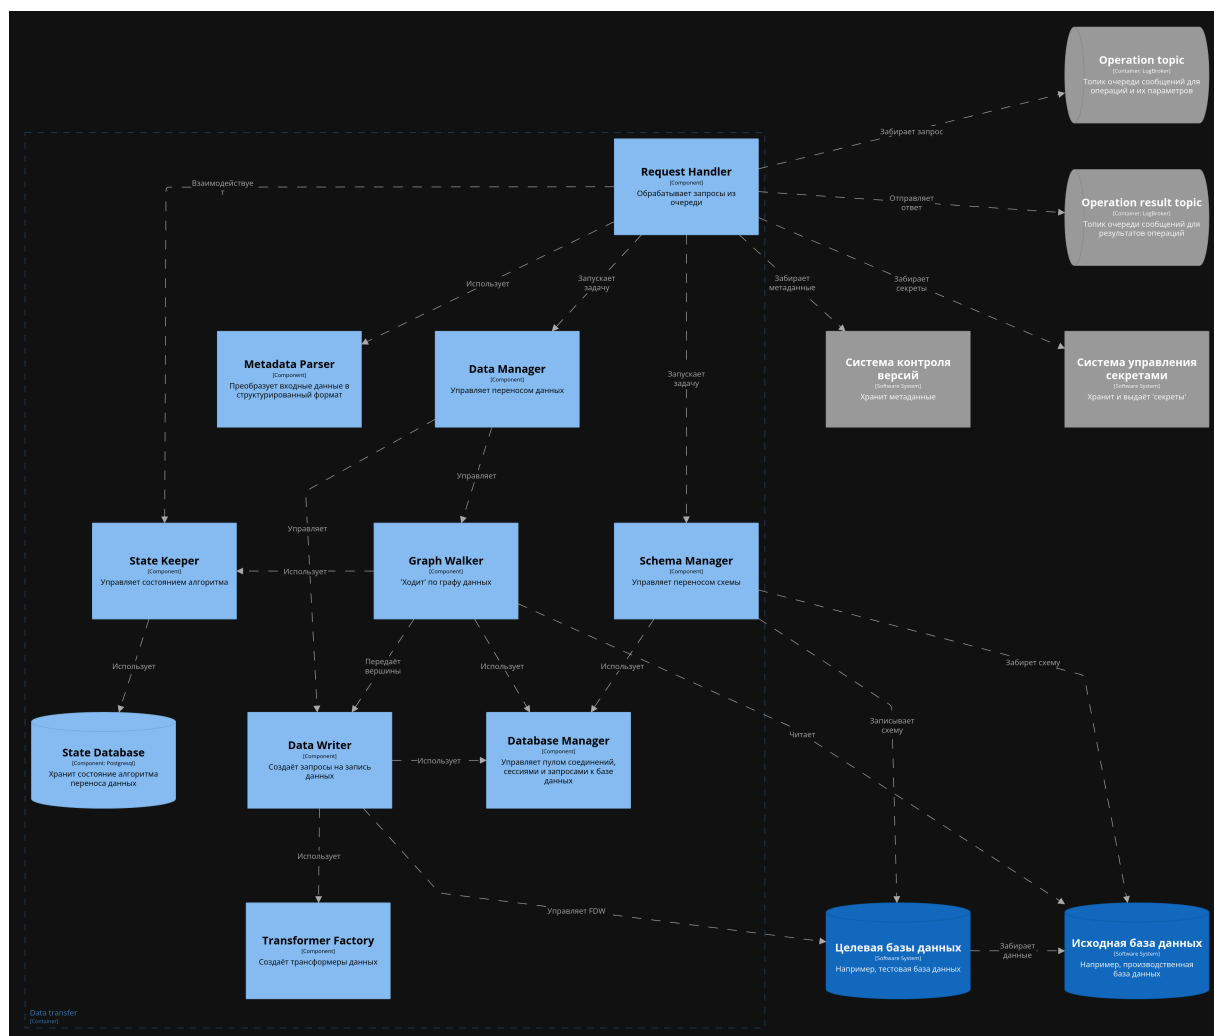 Operation topic
[Container: LogBroker]
Топик очереди сообщений для
операций и их параметров
Забирает запрос
Request Handler
[Component]
Обрабатывает запросы из
очереди
Operation result topic
[Container: LogBroker]
Топик очереди сообщений для
результатов операций
Взаимодействуе
т
Отправляет
ответ
Использует
Запускает
задачу
Забирает
метаданные
Забирает
секреты
Запускает
задачу
Metadata Parser
[Component]
Преобразует входные данные в
структурированный формат
Data Manager
[Component]
Управляет переносом данных
Система контроля
версий
[Software System]
Хранит метаданные
Система управления
секретами
[Software System]
Хранит и выдаёт 'секреты'
Управляет
Управляет
State Keeper
[Component]
Управляет состоянием алгоритма
Использует
Graph Walker
[Component]
'Ходит' по графу данных
Schema Manager
[Component]
Управляет переносом схемы
Использует
Передаёт
вершины
Использует
Использует
Забирет схему
Записывает
схему
Читает
State Database
[Component: Postgresql]
Хранит состояние алгоритма
переноса данных
Data Writer
[Component]
Создаёт запросы на запись
данных
Использует
Database Manager
[Component]
Управляет пулом соединений,
сессиями и запросами к базе
данных
Использует
Управляет FDW
Transformer Factory
[Component]
Создаёт трансформеры данных
Целевая базы данных
[Software System]
Например, тестовая база данных
Забирает
данные
Исходная база данных
[Software System]
Например, производственная
база данных
Data transfer
[Container]